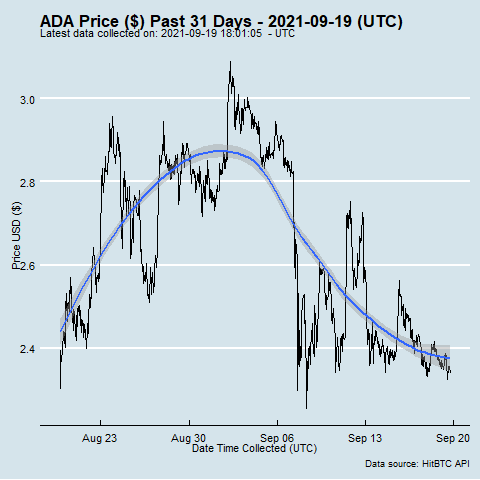 ADA Price ($) Past 31 Days - 2021-09-19 (UTC)
Latest data collected on: 2021-09-19 18:01:05 - UTC
Price USD ($)
3.0
2.8
2.6
2.4
Aug 23 Aug 30 Sep 06 Sep 13 Sep 20
Date Time Collected (UTC)
Data source: HitBTC API